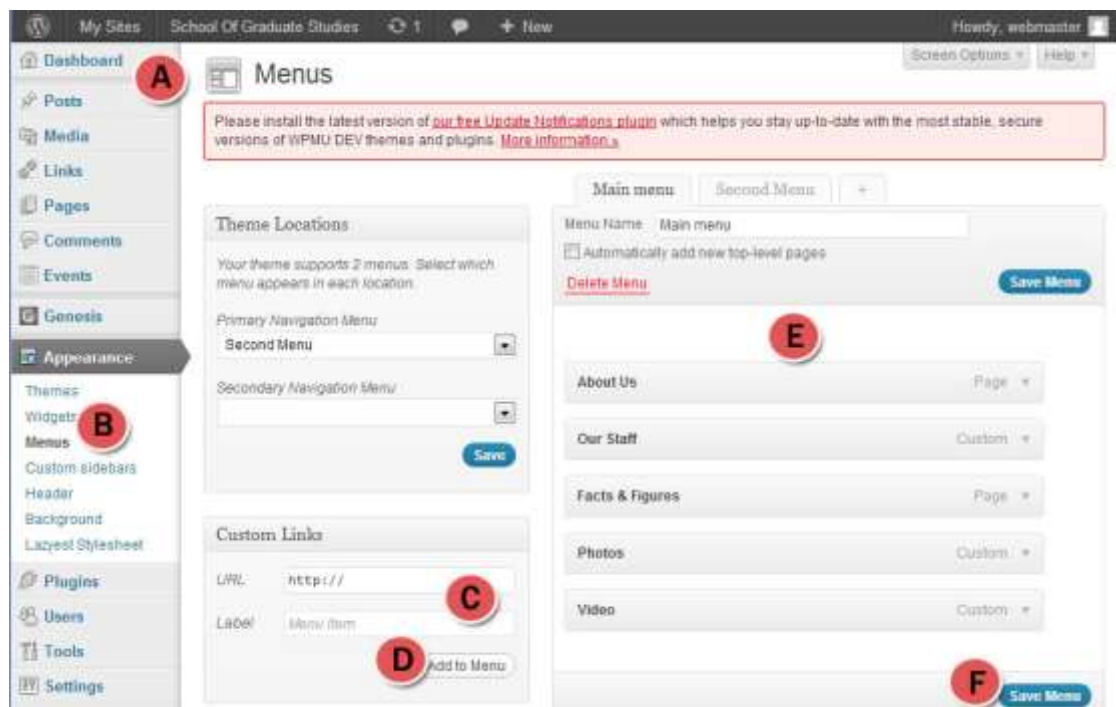 My Sites School Of Graduate Studies 1 + New Howdy, webmaster
Screen Options Help
Dashboard
Posts
Media
Links
Pages
Comments
Events
Genesis
Appearance
Themes
Widgets
Menus
Custom sidebars
Header
Background
Lazyest Stylesheet
Plugins
Users
Tools
Settings
A
B
Menus
Please install the latest version of our free Update Notifications plugin which helps you stay up-to-date with the most stable, secure
versions of WPMU DEV themes and plugins. More information »
Theme Locations
Your theme supports 2 menus. Select which
menu appears in each location.
Primary Navigation Menu
Second Menu
Secondary Navigation Menu
Save
Custom Links
URL http://
C
Label Menu Item
D
Add to Menu
Main menu Second Menu +
Menu Name Main menu
Automatically add new top-level pages
Delete Menu Save Menu
E
About Us Page
Our Staff Custom
Facts & Figures Page
Photos Custom
Video Custom
F
Save Menu